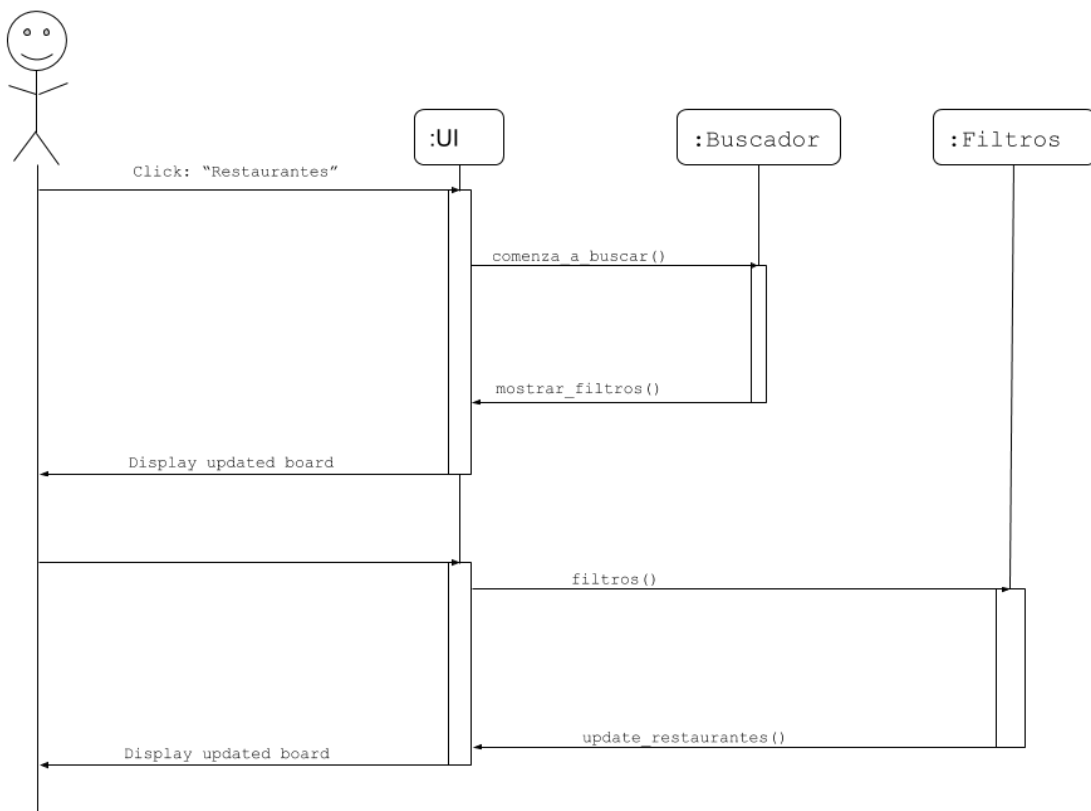 :UI
:Buscador
:Filtros
Click: “Restaurantes”
comenza_a_buscar()
mostrar_filtros()
Display updated board
filtros()
update_restaurantes()
Display updated board